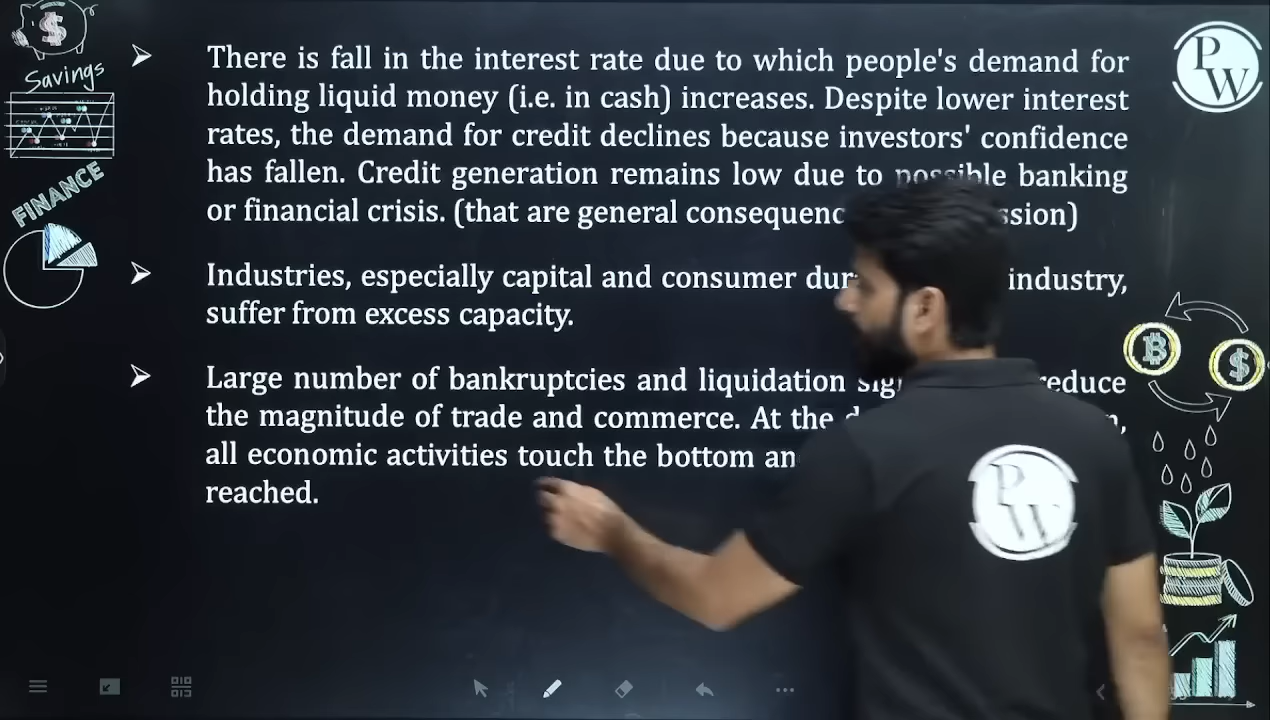 Savings
FINANCE
There is fall in the interest rate due to which people's demand for
holding liquid money (i.e. in cash) increases. Despite lower interest
rates, the demand for credit declines because investors' confidence
has fallen. Credit generation remains low due to possible banking
or financial crisis. (that are general
Industries, especially capital and consumer industry,
suffer from excess capacity.
Large number of bankruptcies and liquidation reduce
the magnitude of trade and commerce. At the
all economic activities touch the bottom
reached.
PW
PW